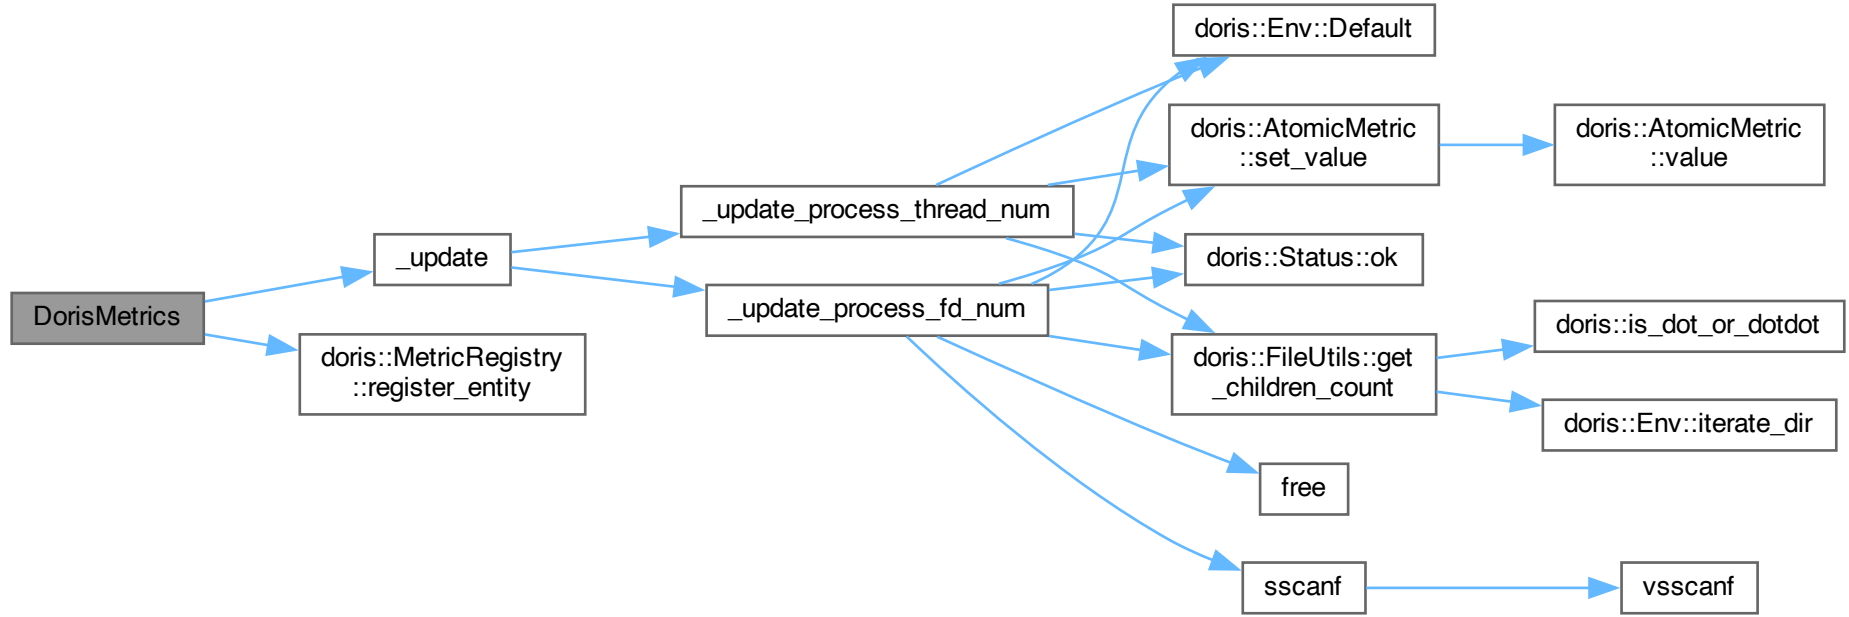 DorisMetrics
_update
doris::MetricRegistry
::register_entity
_update_process_thread_num
_update_process_fd_num
doris::Env::Default
doris::AtomicMetric
::set_value
doris::Status::ok
doris::FileUtils::get
_children_count
free
sscanf
doris::AtomicMetric
::value
doris::is_dot_or_dotdot
doris::Env::iterate_dir
vsscanf